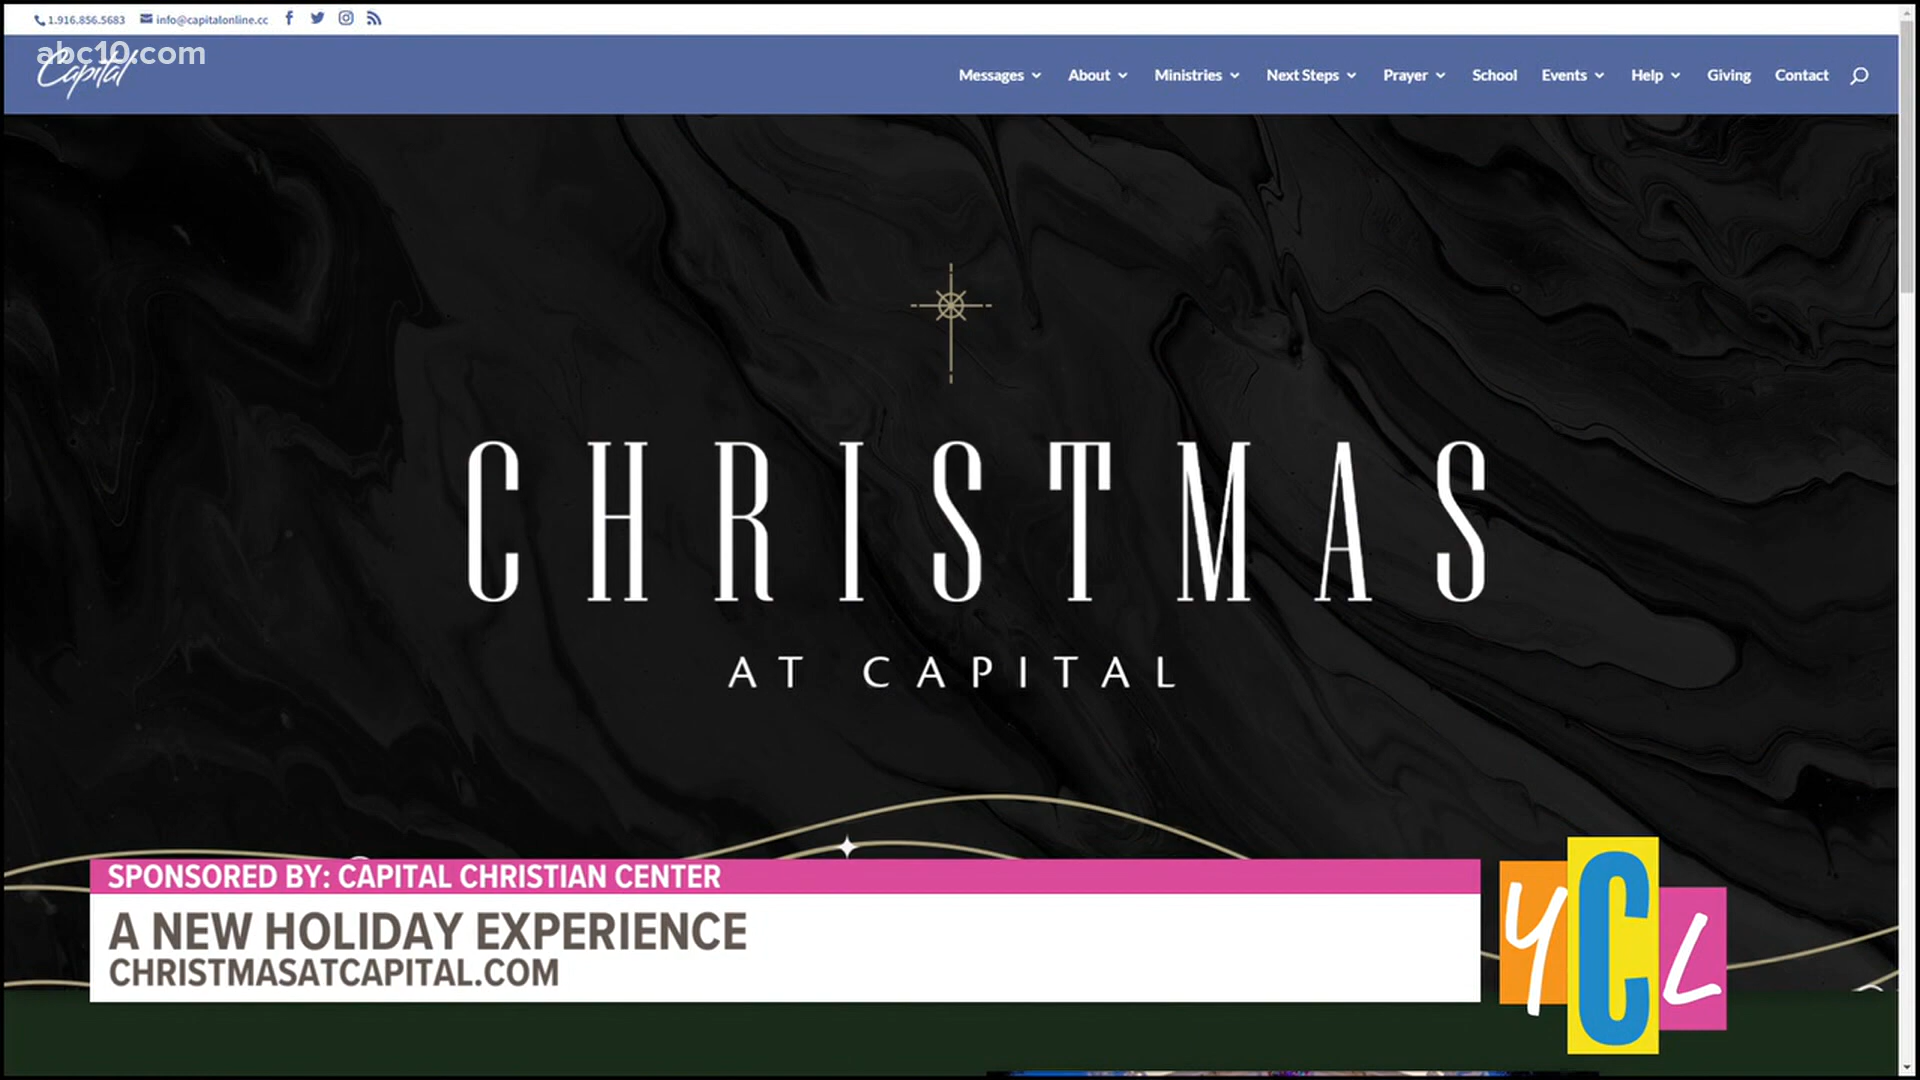 1.916.856.5683 info@capitalonline.cc
abc10.com
Capital
Messages About Ministries Next Steps Prayer School Events Help Giving Contact
CHRISTMAS
AT CAPITAL
SPONSORED BY: CAPITAL CHRISTIAN CENTER
A NEW HOLIDAY EXPERIENCE
CHRISTMASATCAPITAL.COM
YCL